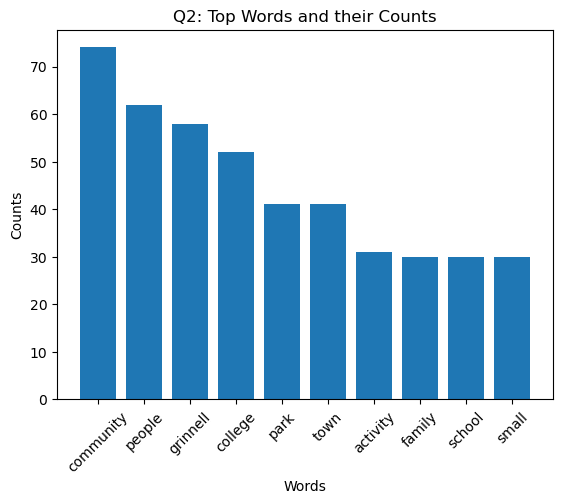 Q2: Top Words and their Counts
Counts
70
60
50
40
30
20
10
0
community
people
grinnell
college
park
town
activity
family
school
small
Words